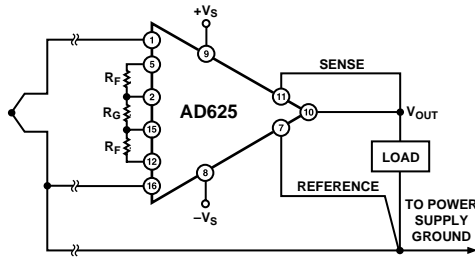 +VS
1
9
5
SENSE
RF
11
2
RG
AD625
10
VOUT
15
7
RF
LOAD
12
8
16
REFERENCE
–VS
TO POWER
SUPPLY
GROUND